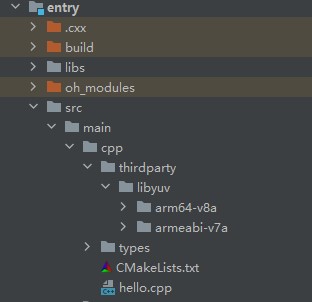 entry
.cxx
build
libs
oh_modules
src
main
cpp
thirdparty
libyuv
arm64-v8a
armeabi-v7a
types
CMakeLists.txt
hello.cpp